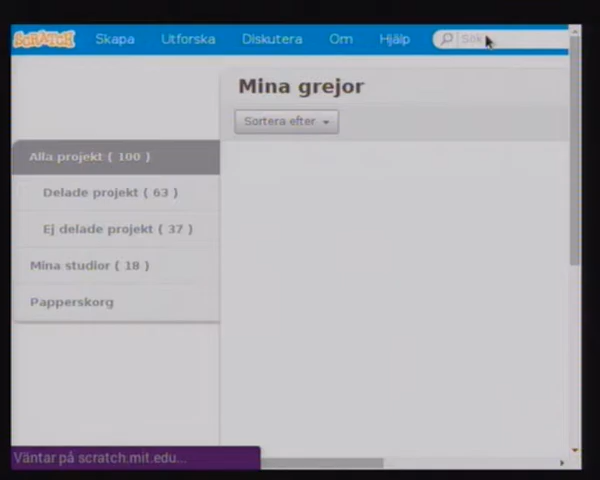 SCRATCH Skapa Utforska Diskutera Om Hjälp Sök
Mina grejor
Sortera efter
Alla projekt ( 100 )
Delade projekt ( 63 )
Ej delade projekt ( 37 )
Mina studior ( 18 )
Papperskorg
Väntar på scratch.mit.edu...